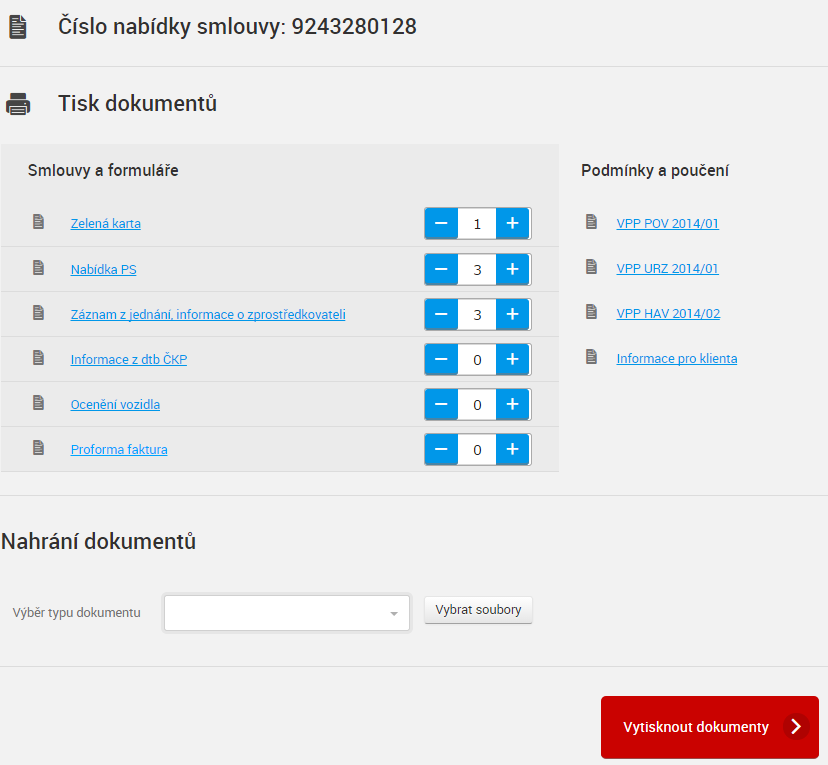 Číslo nabídky smlouvy: 9243280128
Tisk dokumentů
Smlouvy a formuláře
Zelená karta
1
Nabídka PS
3
Záznam z jednání, informace o zprostředkovateli
3
Informace z dtb ČKP
0
Ocenění vozidla
0
Proforma faktura
0
Podmínky a poučení
VPP POV 2014/01
VPP URZ 2014/01
VPP HAV 2014/02
Informace pro klienta
Nahrání dokumentů
Výběr typu dokumentu
Vybrat soubory
Vytisknout dokumenty